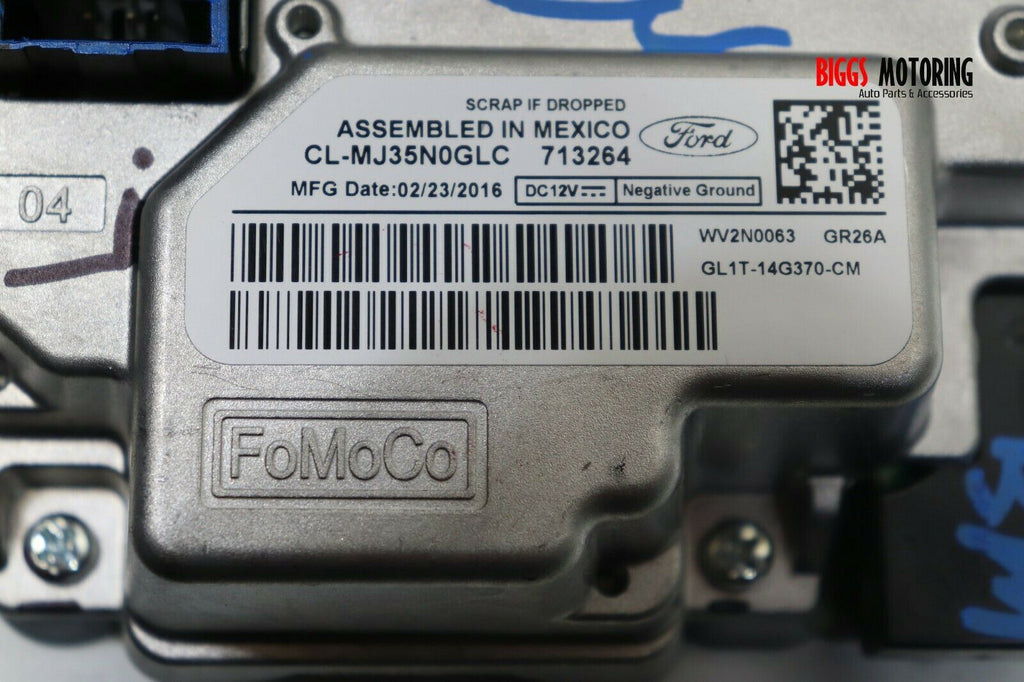 BIGGS MOTORING
Auto Parts & Accessories
SCRAP IF DROPPED
ASSEMBLED IN MEXICO
Ford
CL-MJ35N0GLC 713264
MFG Date:02/23/2016 DC12V Negative Ground
04
WV2N0063 GR26A
GL1T-14G370-CM
FoMoCo